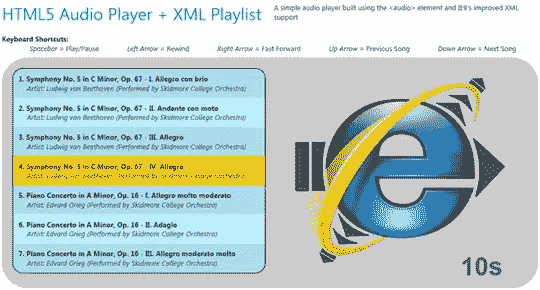 HTML5 Audio Player + XML Playlist
A simple audio player built using the <audio> element and IE9's improved XML
support
Keyboard Shortcuts:
Spacebar = Play/Pause Left Arrow = Rewind Right Arrow = Fast Forward Up Arrow = Previous Song Down Arrow = Next Song
1. Symphony No. 5 in C Minor, Op. 67 - I. Allegro con brio
Artist: Ludwig van Beethoven (Performed by Skidmore College Orchestra)
2. Symphony No. 5 in C Minor, Op. 67 - II. Andante con moto
Artist: Ludwig van Beethoven (Performed by Skidmore College Orchestra)
3. Symphony No. 5 in C Minor, Op. 67 - III. Allegro
Artist: Ludwig van Beethoven (Performed by Skidmore College Orchestra)
4. Symphony No. 5 in C Minor, Op. 67 - IV. Allegro
Artist: Ludwig van Beethoven (Performed by Skidmore College Orchestra)
5. Piano Concerto in A Minor, Op. 16 - I. Allegro molto moderato
Artist: Edvard Grieg (Performed by Skidmore College Orchestra)
6. Piano Concerto in A Minor, Op. 16 - II. Adagio
Artist: Edvard Grieg (Performed by Skidmore College Orchestra)
7. Piano Concerto in A Minor, Op. 16 - III. Allegro moderato molto
Artist: Edvard Grieg (Performed by Skidmore College Orchestra)
10s